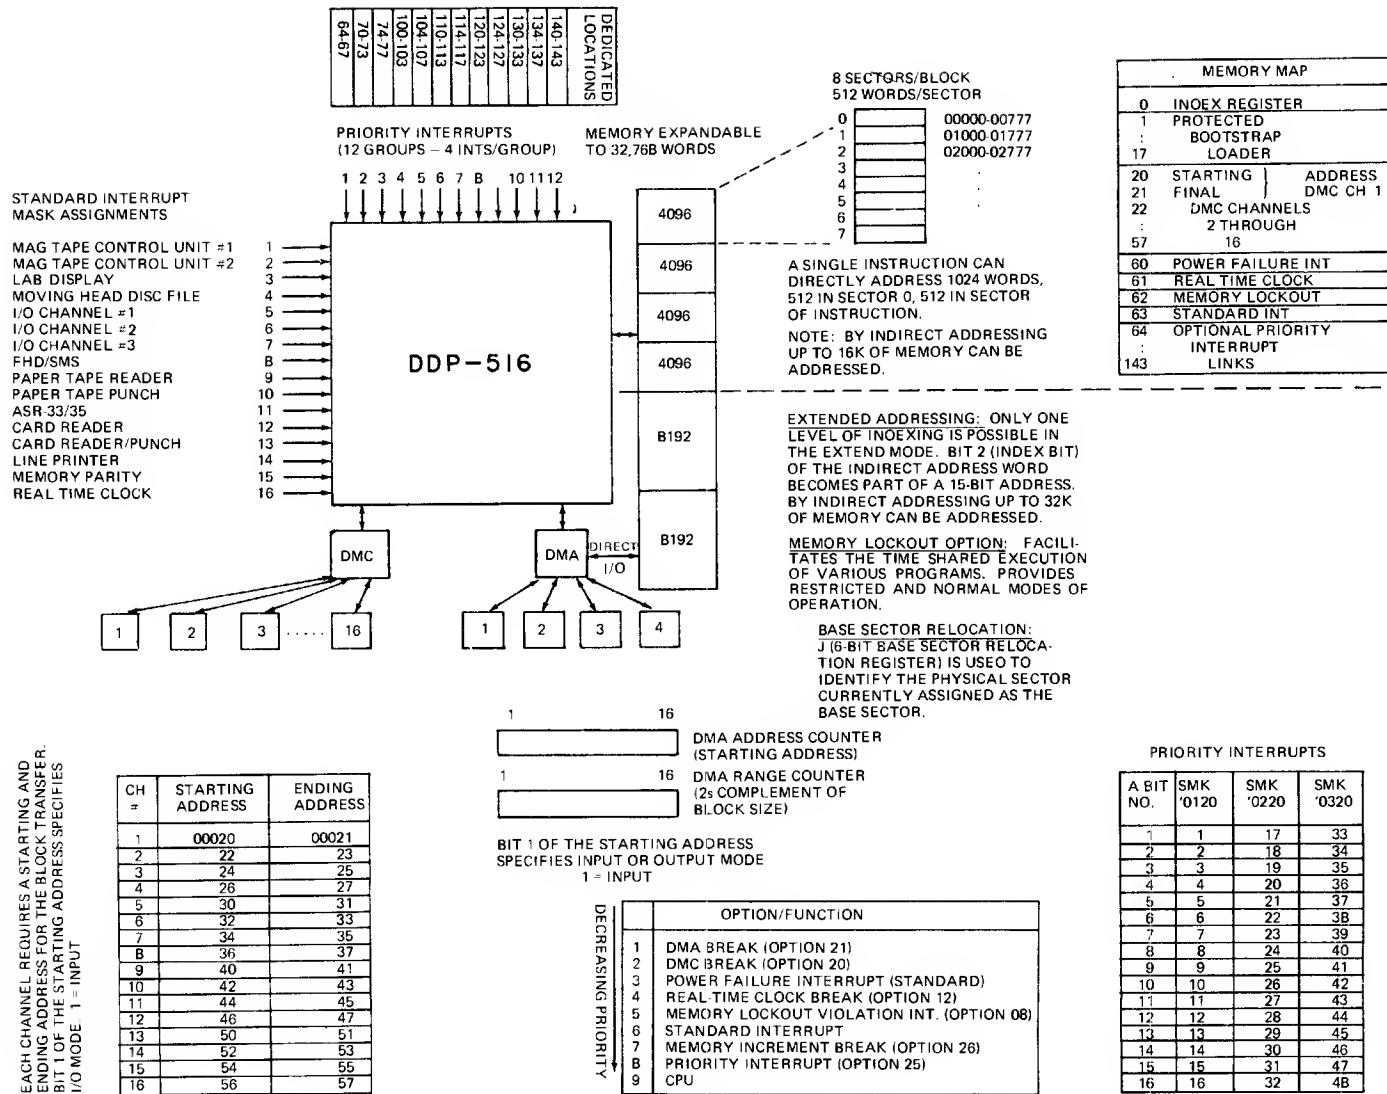 DEDICATED
LOCATIONS
140-143
134-137
130-133
124-127
120-123
114-117
110-113
104-107
100-103
74-77
70-73
64-67
PRIORITY INTERRUPTS
(12 GROUPS – 4 INTS/GROUP)
1 2 3 4 5 6 7 B 10 11 12
MEMORY EXPANDABLE
TO 32,76B WORDS
8 SECTORS/BLOCK
512 WORDS/SECTOR
0 00000-00777
1 01000-01777
2 02000-02777
3
4
5
6
7
MEMORY MAP
0 INOEX REGISTER
1 PROTECTED
: BOOTSTRAP
17 LOADER
20 STARTING } ADDRESS
21 FINAL } DMC CH 1
22 DMC CHANNELS
: 2 THROUGH
57 16
60 POWER FAILURE INT
61 REAL TIME CLOCK
62 MEMORY LOCKOUT
63 STANDARD INT
64 OPTIONAL PRIORITY
: INTERRUPT
143 LINKS
STANDARD INTERRUPT
MASK ASSIGNMENTS
MAG TAPE CONTROL UNIT #1 1
MAG TAPE CONTROL UNIT #2 2
LAB DISPLAY 3
MOVING HEAD DISC FILE 4
I/O CHANNEL #1 5
I/O CHANNEL #2 6
I/O CHANNEL #3 7
FHD/SMS B
PAPER TAPE READER 9
PAPER TAPE PUNCH 10
ASR-33/35 11
CARD READER 12
CARD READER/PUNCH 13
LINE PRINTER 14
MEMORY PARITY 15
REAL TIME CLOCK 16
DDP-516
4096
4096
4096
4096
B192
B192
A SINGLE INSTRUCTION CAN
DIRECTLY ADDRESS 1024 WORDS,
512 IN SECTOR 0, 512 IN SECTOR
OF INSTRUCTION.
NOTE: BY INDIRECT ADDRESSING
UP TO 16K OF MEMORY CAN BE
ADDRESSED.
EXTENDED ADDRESSING: ONLY ONE
LEVEL OF INOEXING IS POSSIBLE IN
THE EXTEND MODE. BIT 2 (INDEX BIT)
OF THE INDIRECT ADDRESS WORD
BECOMES PART OF A 15-BIT ADDRESS.
BY INDIRECT ADDRESSING UP TO 32K
OF MEMORY CAN BE ADDRESSED.
MEMORY LOCKOUT OPTION: FACILI-
TATES THE TIME SHARED EXECUTION
OF VARIOUS PROGRAMS. PROVIDES
RESTRICTED AND NORMAL MODES OF
OPERATION.
BASE SECTOR RELOCATION:
J (6-BIT BASE SECTOR RELOCA-
TION REGISTER) IS USEO TO
IDENTIFY THE PHYSICAL SECTOR
CURRENTLY ASSIGNED AS THE
BASE SECTOR.
DMC
DMA
DIRECT
I/O
1 2 3 ..... 16
1 2 3 4
1 16
DMA ADDRESS COUNTER
(STARTING ADDRESS)
1 16
DMA RANGE COUNTER
(2s COMPLEMENT OF
BLOCK SIZE)
BIT 1 OF THE STARTING ADDRESS
SPECIFIES INPUT OR OUTPUT MODE
1 = INPUT
EACH CHANNEL REQUIRES A STARTING AND
ENDING ADDRESS FOR THE BLOCK TRANSFER.
BIT 1 OF THE STARTING ADDRESS SPECIFIES
I/O MODE. 1 = INPUT
CH # STARTING ADDRESS ENDING ADDRESS
1 00020 00021
2 22 23
3 24 25
4 26 27
5 30 31
6 32 33
7 34 35
B 36 37
9 40 41
10 42 43
11 44 45
12 46 47
13 50 51
14 52 53
15 54 55
16 56 57
DECREASING PRIORITY
OPTION/FUNCTION
1 DMA BREAK (OPTION 21)
2 DMC BREAK (OPTION 20)
3 POWER FAILURE INTERRUPT (STANDARD)
4 REAL-TIME CLOCK BREAK (OPTION 12)
5 MEMORY LOCKOUT VIOLATION INT. (OPTION 08)
6 STANDARD INTERRUPT
7 MEMORY INCREMENT BREAK (OPTION 26)
B PRIORITY INTERRUPT (OPTION 25)
9 CPU
PRIORITY INTERRUPTS
A BIT NO. SMK '0120 SMK '0220 SMK '0320
1 1 17 33
2 2 18 34
3 3 19 35
4 4 20 36
5 5 21 37
6 6 22 3B
7 7 23 39
8 8 24 40
9 9 25 41
10 10 26 42
11 11 27 43
12 12 28 44
13 13 29 45
14 14 30 46
15 15 31 47
16 16 32 4B